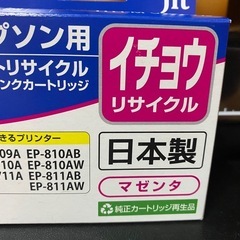 jit
プソン用
イチョウ
トリサイクル
リサイクル
ンクカートリッジ
日本製
きるプリンター
09A EP-810AB
10A EP-810AW
711A EP-811AB
EP-811AW
マゼンタ
純正カートリッジ再生品